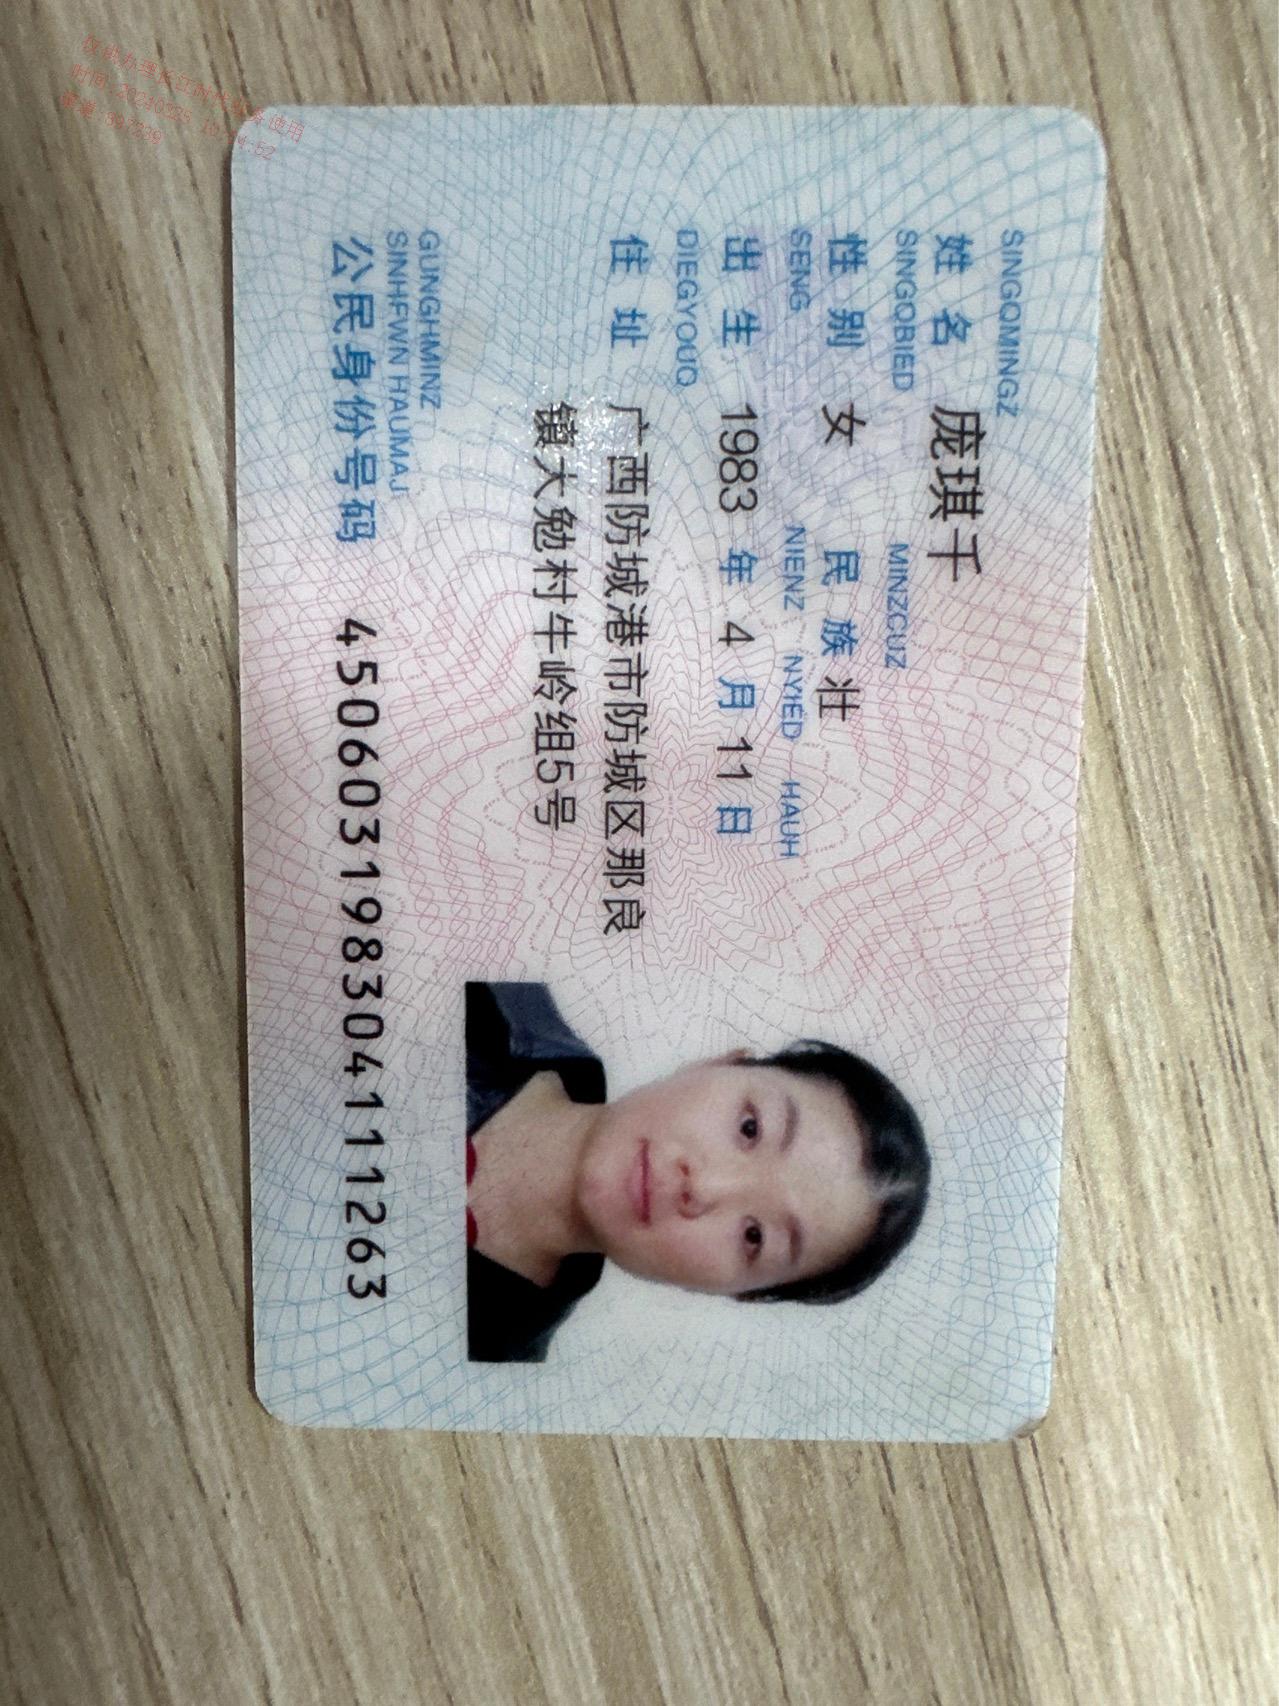 SINGQMINGZ
姓 名 庞琪千
SINGQBIED MINZCUZ
性 别 女 民 族 壮
SENG NIENZ NYIED HAUH
出 生 1983 年 4 月 11 日
DIEGYOUQ
住 址 广西防城港市防城区那良
镇大勉村牛岭组5号
GUNGHMINZ
SINHFWN HAUMAJ
公民身份号码 450603198304111263